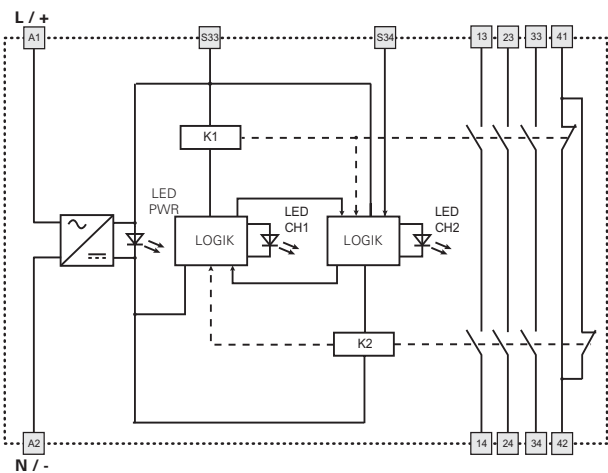 L / +
A1
S33
S34
13
23
33
41
K1
LED
PWR
LOGIK
LED
CH1
LOGIK
LED
CH2
K2
A2
14
24
34
42
N / -